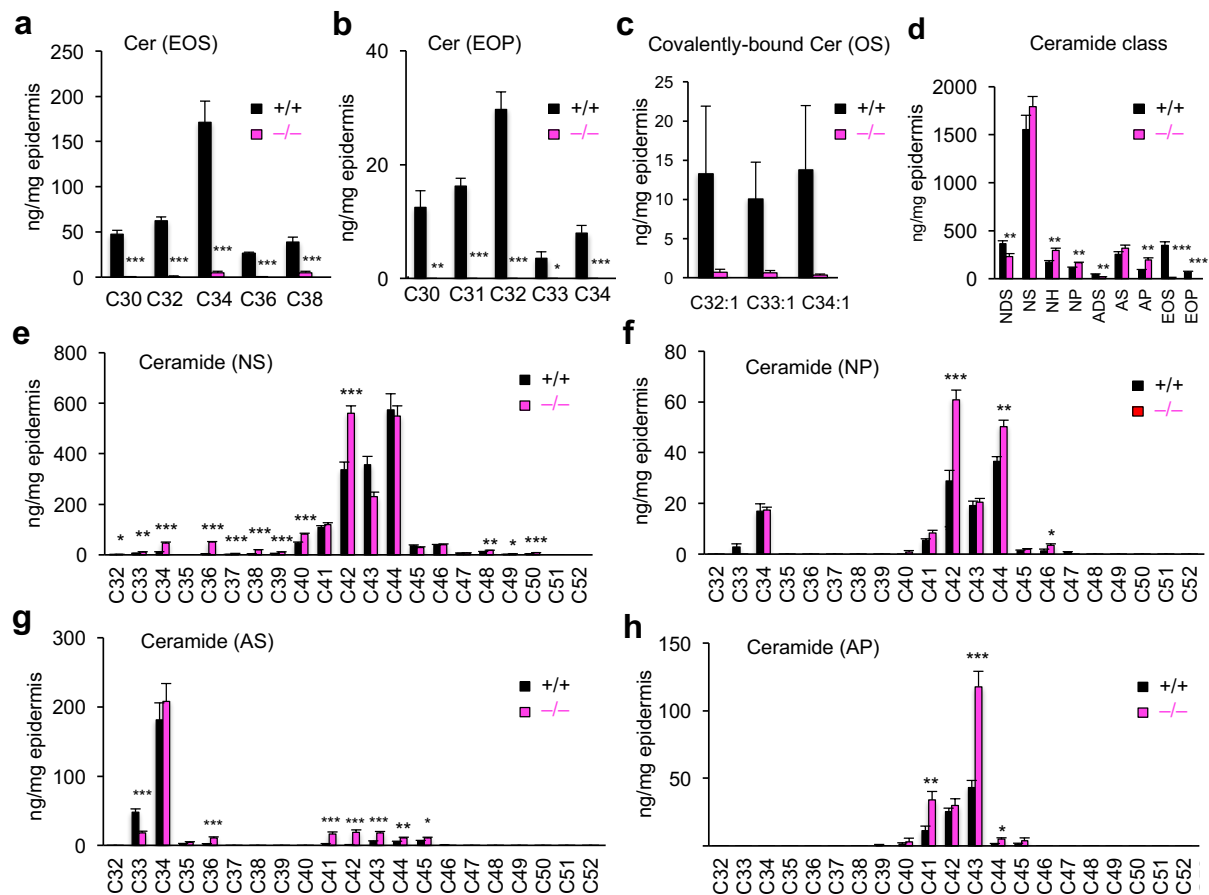 a
Cer (EOS)
ng/mg epidermis
250
200
150
100
50
0
+/+
–/–
***
***
***
***
***
C30 C32 C34 C36 C38
b
Cer (EOP)
ng/mg epidermis
40
20
0
+/+
–/–
**
***
***
*
***
C30 C31 C32 C33 C34
c
Covalently-bound Cer (OS)
ng/mg epidermis
25
20
15
10
5
0
+/+
–/–
C32:1 C33:1 C34:1
d
Ceramide class
ng/mg epidermis
2000
1500
1000
500
0
+/+
–/–
** ** ** ** ** *** ***
NDS NS NH NP ADS AS AP EOS EOP
e
Ceramide (NS)
ng/mg epidermis
800
600
400
200
0
+/+
–/–
* ** *** *** *** *** *** *** *** ** * ***
C32 C33 C34 C35 C36 C37 C38 C39 C40 C41 C42 C43 C44 C45 C46 C47 C48 C49 C50 C51 C52
f
Ceramide (NP)
ng/mg epidermis
80
60
40
20
0
+/+
–/–
*** ** *
C32 C33 C34 C35 C36 C37 C38 C39 C40 C41 C42 C43 C44 C45 C46 C47 C48 C49 C50 C51 C52
g
Ceramide (AS)
ng/mg epidermis
300
200
100
0
+/+
–/–
*** *** *** *** *** ** *
C32 C33 C34 C35 C36 C37 C38 C39 C40 C41 C42 C43 C44 C45 C46 C47 C48 C49 C50 C51 C52
h
Ceramide (AP)
ng/mg epidermis
150
100
50
+/+
–/–
** *** *
C32 C33 C34 C35 C36 C37 C38 C39 C40 C41 C42 C43 C44 C45 C46 C47 C48 C49 C50 C51 C52